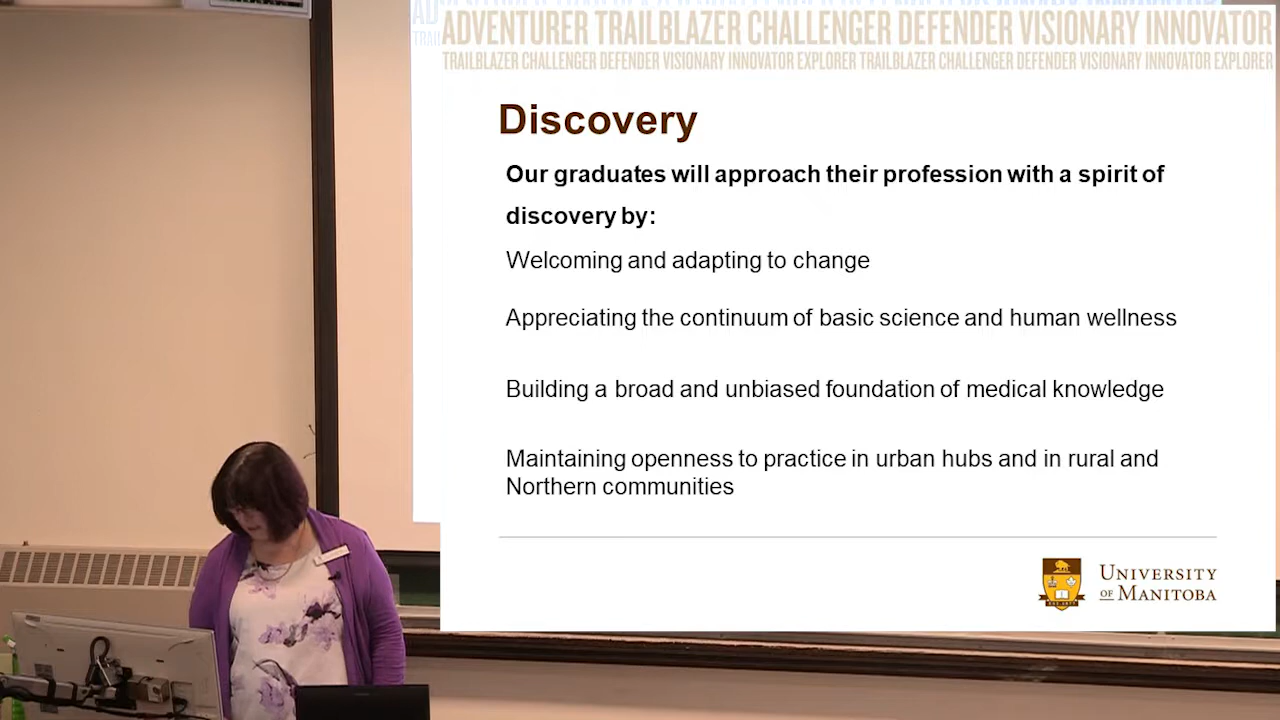 ADVENTURER TRAILBLAZER CHALLENGER DEFENDER VISIONARY INNOVATOR
TRAILBLAZER CHALLENGER DEFENDER VISIONARY INNOVATOR EXPLORER TRAILBLAZER CHALLENGER DEFENDER VISIONARY INNOVATOR EXPLORER
Discovery
Our graduates will approach their profession with a spirit of
discovery by:
Welcoming and adapting to change
Appreciating the continuum of basic science and human wellness
Building a broad and unbiased foundation of medical knowledge
Maintaining openness to practice in urban hubs and in rural and
Northern communities
UNIVERSITY
OF MANITOBA